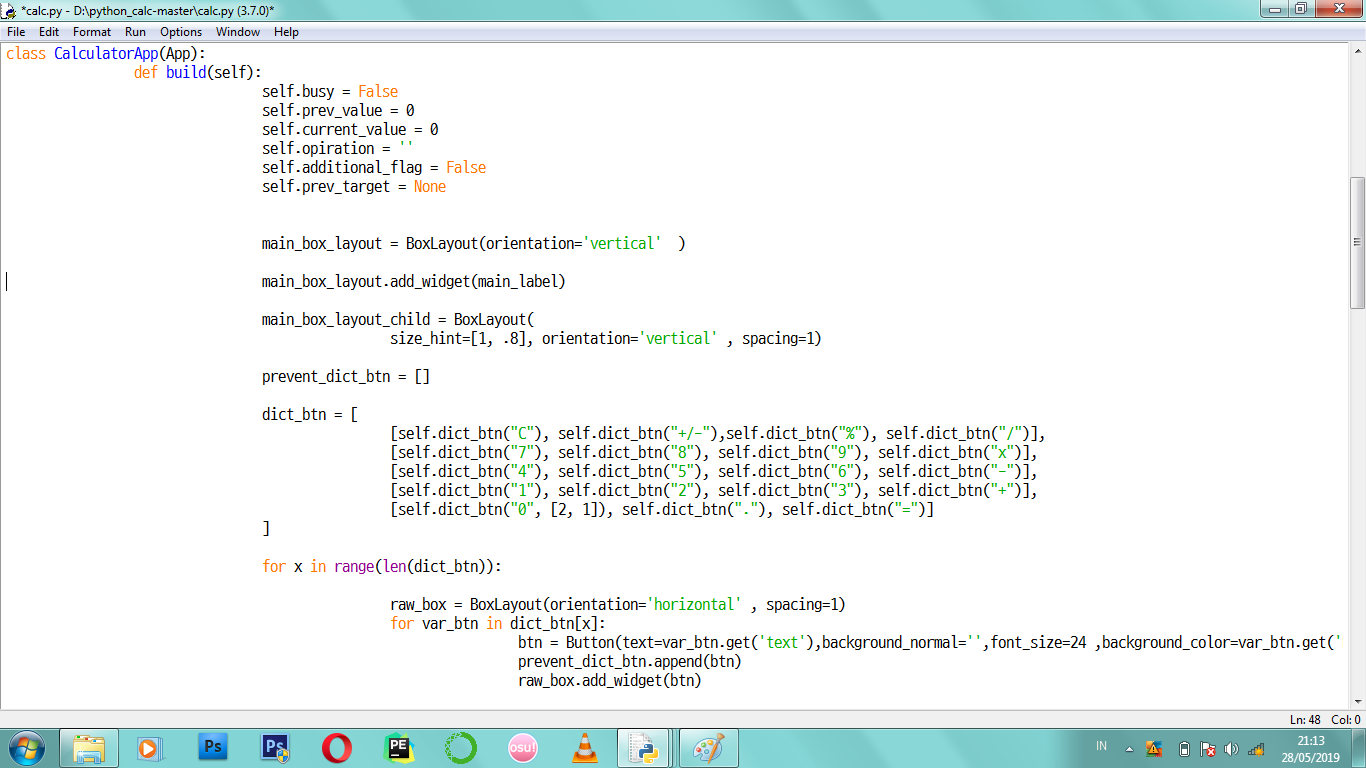 *calc.py - D:\python_calc-master\calc.py (3.7.0)*
File Edit Format Run Options Window Help
class CalculatorApp(App):
def build(self):
self.busy = False
self.prev_value = 0
self.current_value = 0
self.opiration = ''
self.additional_flag = False
self.prev_target = None
main_box_layout = BoxLayout(orientation='vertical'  )
main_box_layout.add_widget(main_label)
main_box_layout_child = BoxLayout(
size_hint=[1, .8], orientation='vertical' , spacing=1)
prevent_dict_btn = []
dict_btn = [
[self.dict_btn("C"), self.dict_btn("+/-"),self.dict_btn("%"), self.dict_btn("/")],
[self.dict_btn("7"), self.dict_btn("8"), self.dict_btn("9"), self.dict_btn("x")],
[self.dict_btn("4"), self.dict_btn("5"), self.dict_btn("6"), self.dict_btn("-")],
[self.dict_btn("1"), self.dict_btn("2"), self.dict_btn("3"), self.dict_btn("+")],
[self.dict_btn("0", [2, 1]), self.dict_btn("."), self.dict_btn("=")]
]
for x in range(len(dict_btn)):
raw_box = BoxLayout(orientation='horizontal' , spacing=1)
for var_btn in dict_btn[x]:
btn = Button(text=var_btn.get('text'),background_normal='',font_size=24 ,background_color=var_btn.get('
prevent_dict_btn.append(btn)
raw_box.add_widget(btn)
Ln: 48 Col: 0
Ps Ps PE osu! IN 21:13
28/05/2019